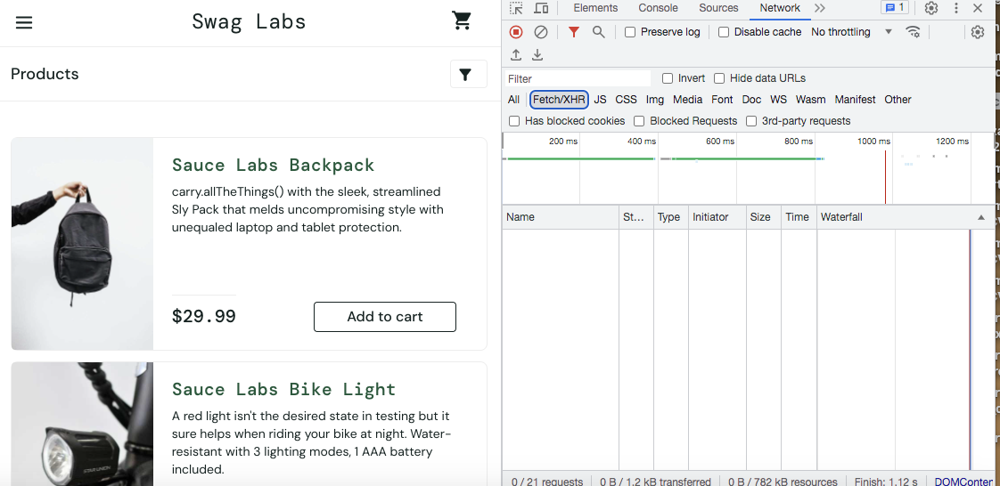 Swag Labs
Products
Sauce Labs Backpack
carry.allTheThings() with the sleek, streamlined
Sly Pack that melds uncompromising style with
unequaled laptop and tablet protection.
$29.99
Add to cart
Sauce Labs Bike Light
A red light isn't the desired state in testing but it
sure helps when riding your bike at night. Water-
resistant with 3 lighting modes, 1 AAA battery
included.
Elements Console Sources Network 1
Preserve log Disable cache No throttling
Filter Invert Hide data URLs
All Fetch/XHR JS CSS Img Media Font Doc WS Wasm Manifest Other
Has blocked cookies Blocked Requests 3rd-party requests
200 ms 400 ms 600 ms 800 ms 1000 ms 1200 ms
Name St... Type Initiator Size Time Waterfall
0 / 21 requests 0 B / 1.2 kB transferred 0 B / 782 kB resources Finish: 1.12 s DOMConten